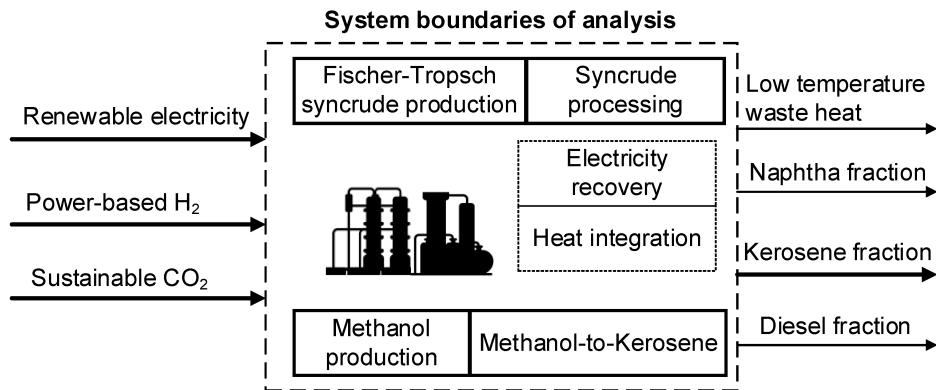 System boundaries of analysis
Fischer-Tropsch
syncrude production
Syncrude
processing
Renewable electricity
Power-based H₂
Sustainable CO₂
Electricity
recovery
Heat integration
Methanol
production
Methanol-to-Kerosene
Low temperature
waste heat
Naphtha fraction
Kerosene fraction
Diesel fraction